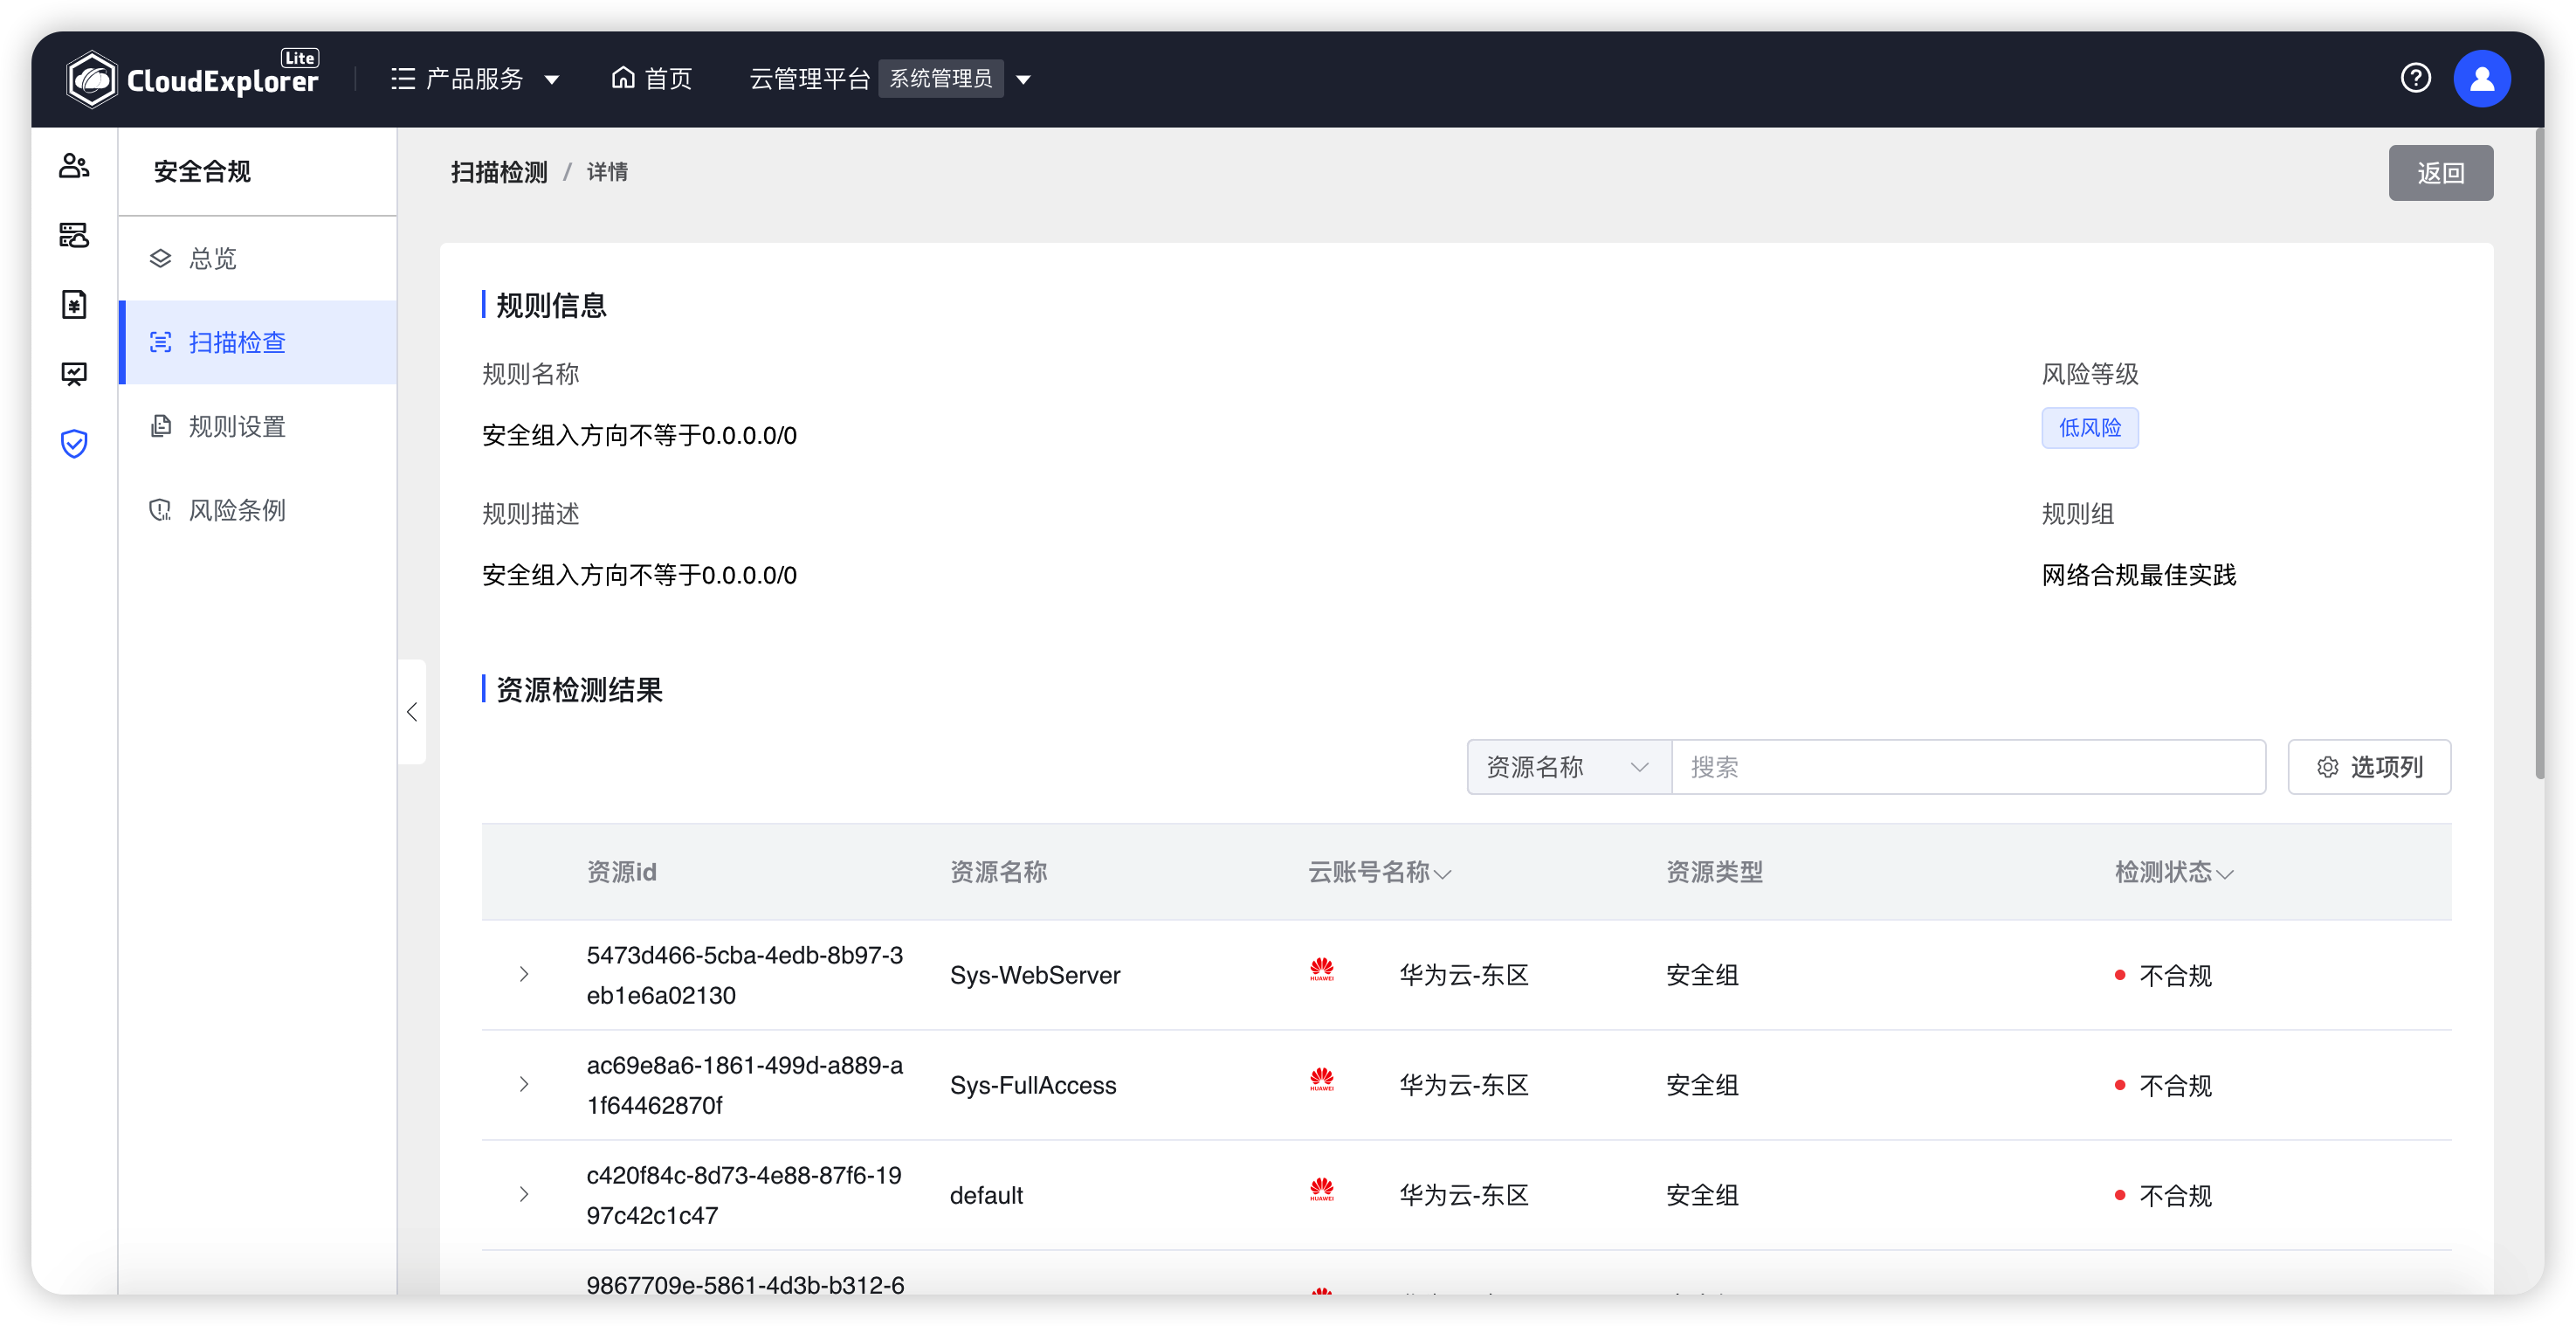 CloudExplorer Lite
产品服务
首页
云管理平台 系统管理员
安全合规
总览
扫描检查
规则设置
风险条例
扫描检测 / 详情
返回
规则信息
规则名称
风险等级
安全组入方向不等于0.0.0.0/0
低风险
规则描述
规则组
安全组入方向不等于0.0.0.0/0
网络合规最佳实践
资源检测结果
资源名称
搜索
选项列
资源id 资源名称 云账号名称 资源类型 检测状态
5473d466-5cba-4edb-8b97-3
eb1e6a02130
Sys-WebServer
HUAWEI
华为云-东区
安全组
不合规
ac69e8a6-1861-499d-a889-a
1f64462870f
Sys-FullAccess
HUAWEI
华为云-东区
安全组
不合规
c420f84c-8d73-4e88-87f6-19
97c42c1c47
default
HUAWEI
华为云-东区
安全组
不合规
9867709e-5861-4d3b-b312-6